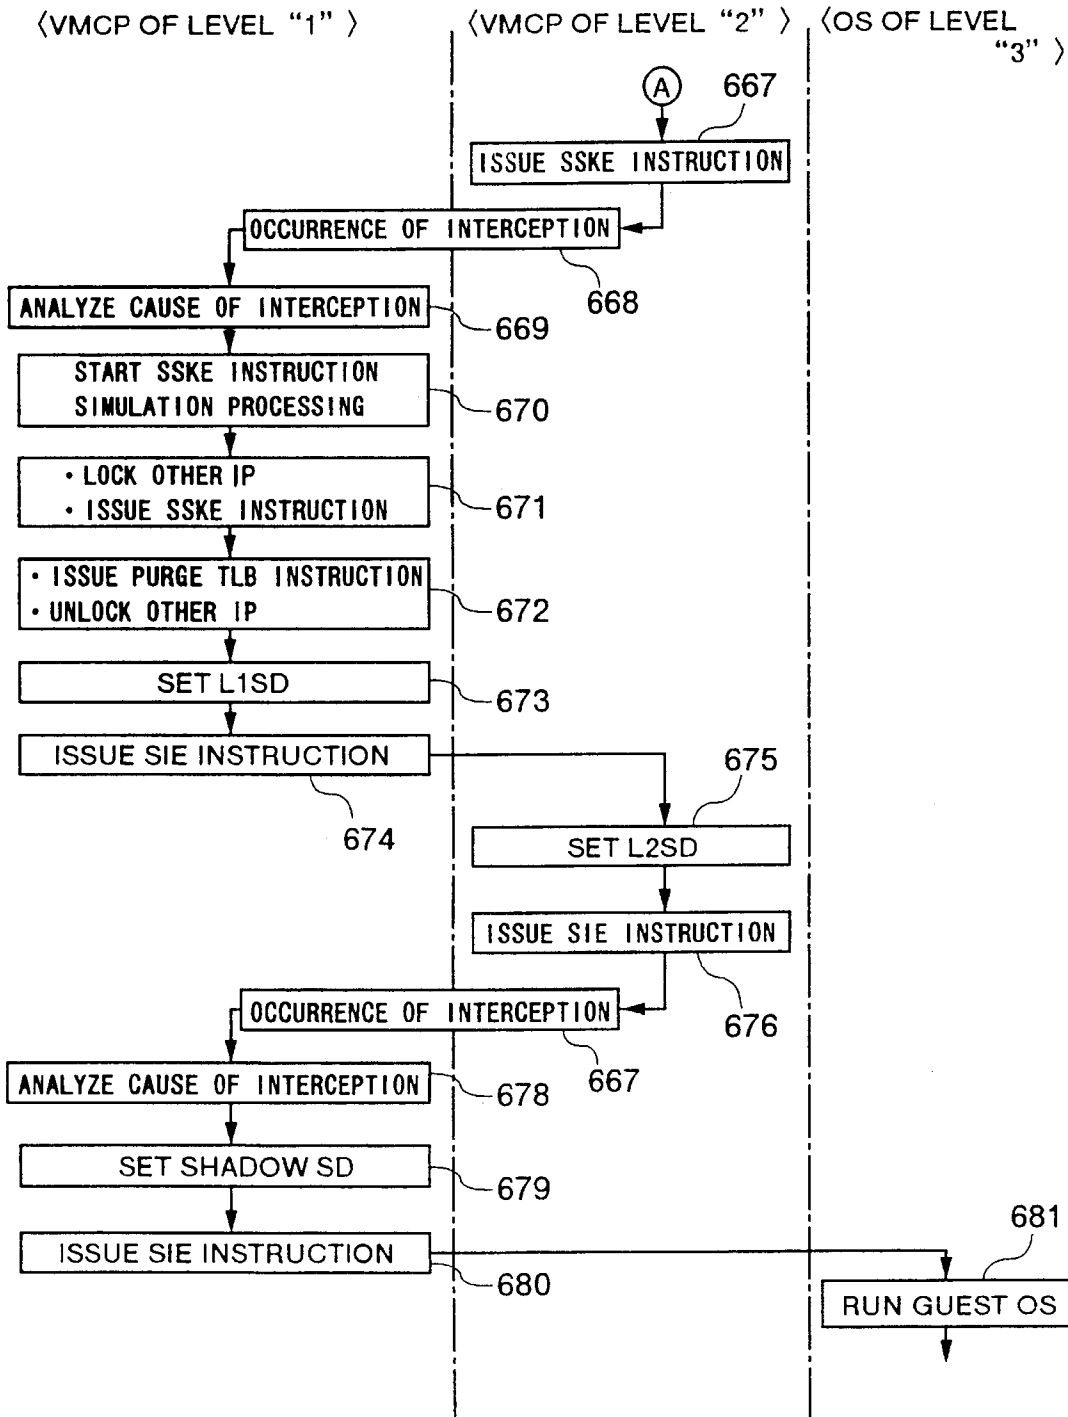 〈VMCP OF LEVEL “1” 〉
〈VMCP OF LEVEL “2” 〉
〈OS OF LEVEL
“3” 〉
A
667
ISSUE SSKE INSTRUCTION
OCCURRENCE OF INTERCEPTION
668
ANALYZE CAUSE OF INTERCEPTION
669
START SSKE INSTRUCTION
SIMULATION PROCESSING
670
・LOCK OTHER IP
・ISSUE SSKE INSTRUCTION
671
・ISSUE PURGE TLB INSTRUCTION
・UNLOCK OTHER IP
672
SET L1SD
673
ISSUE SIE INSTRUCTION
674
675
SET L2SD
ISSUE SIE INSTRUCTION
676
OCCURRENCE OF INTERCEPTION
667
ANALYZE CAUSE OF INTERCEPTION
678
SET SHADOW SD
679
ISSUE SIE INSTRUCTION
680
681
RUN GUEST OS